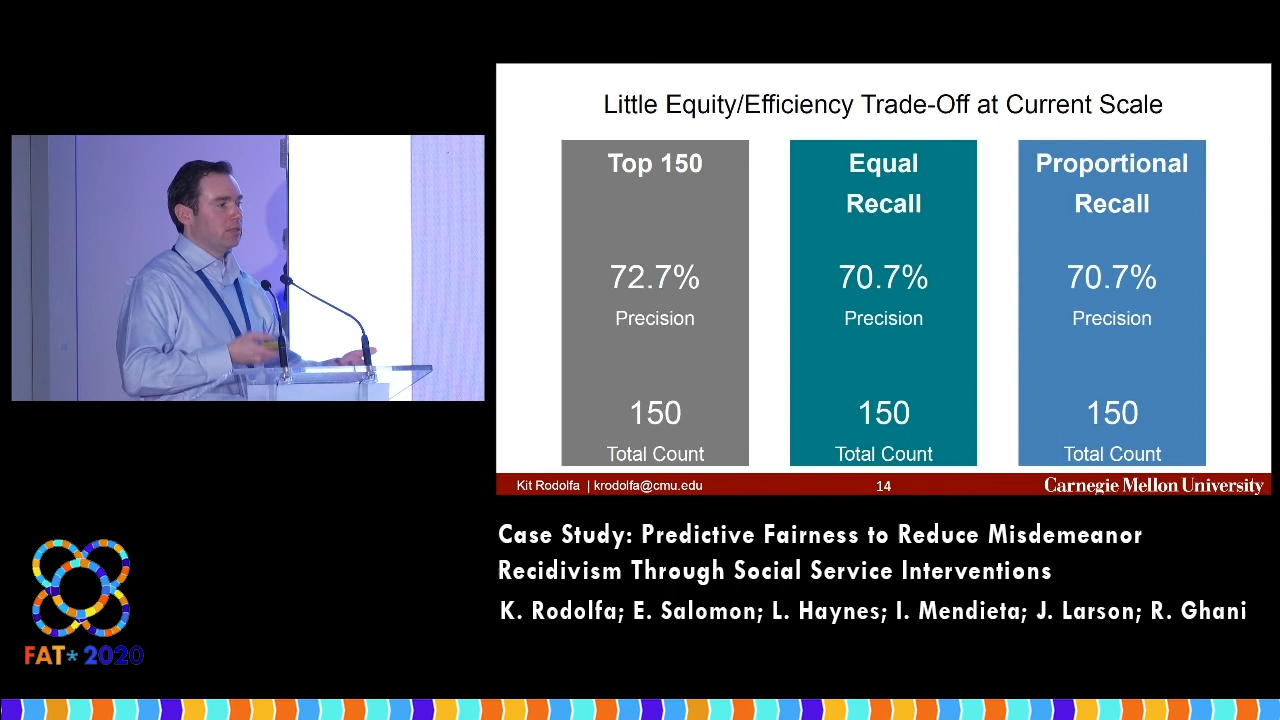 Little Equity/Efficiency Trade-Off at Current Scale
Top 150
72.7%
Precision
150
Total Count
Equal
Recall
70.7%
Precision
150
Total Count
Proportional
Recall
70.7%
Precision
150
Total Count
Kit Rodolfa | krodolfa@cmu.edu
14
Carnegie Mellon University
Case Study: Predictive Fairness to Reduce Misdemeanor
Recidivism Through Social Service Interventions
K. Rodolfa; E. Salomon; L. Haynes; I. Mendieta; J. Larson; R. Ghani
FAT* 2020